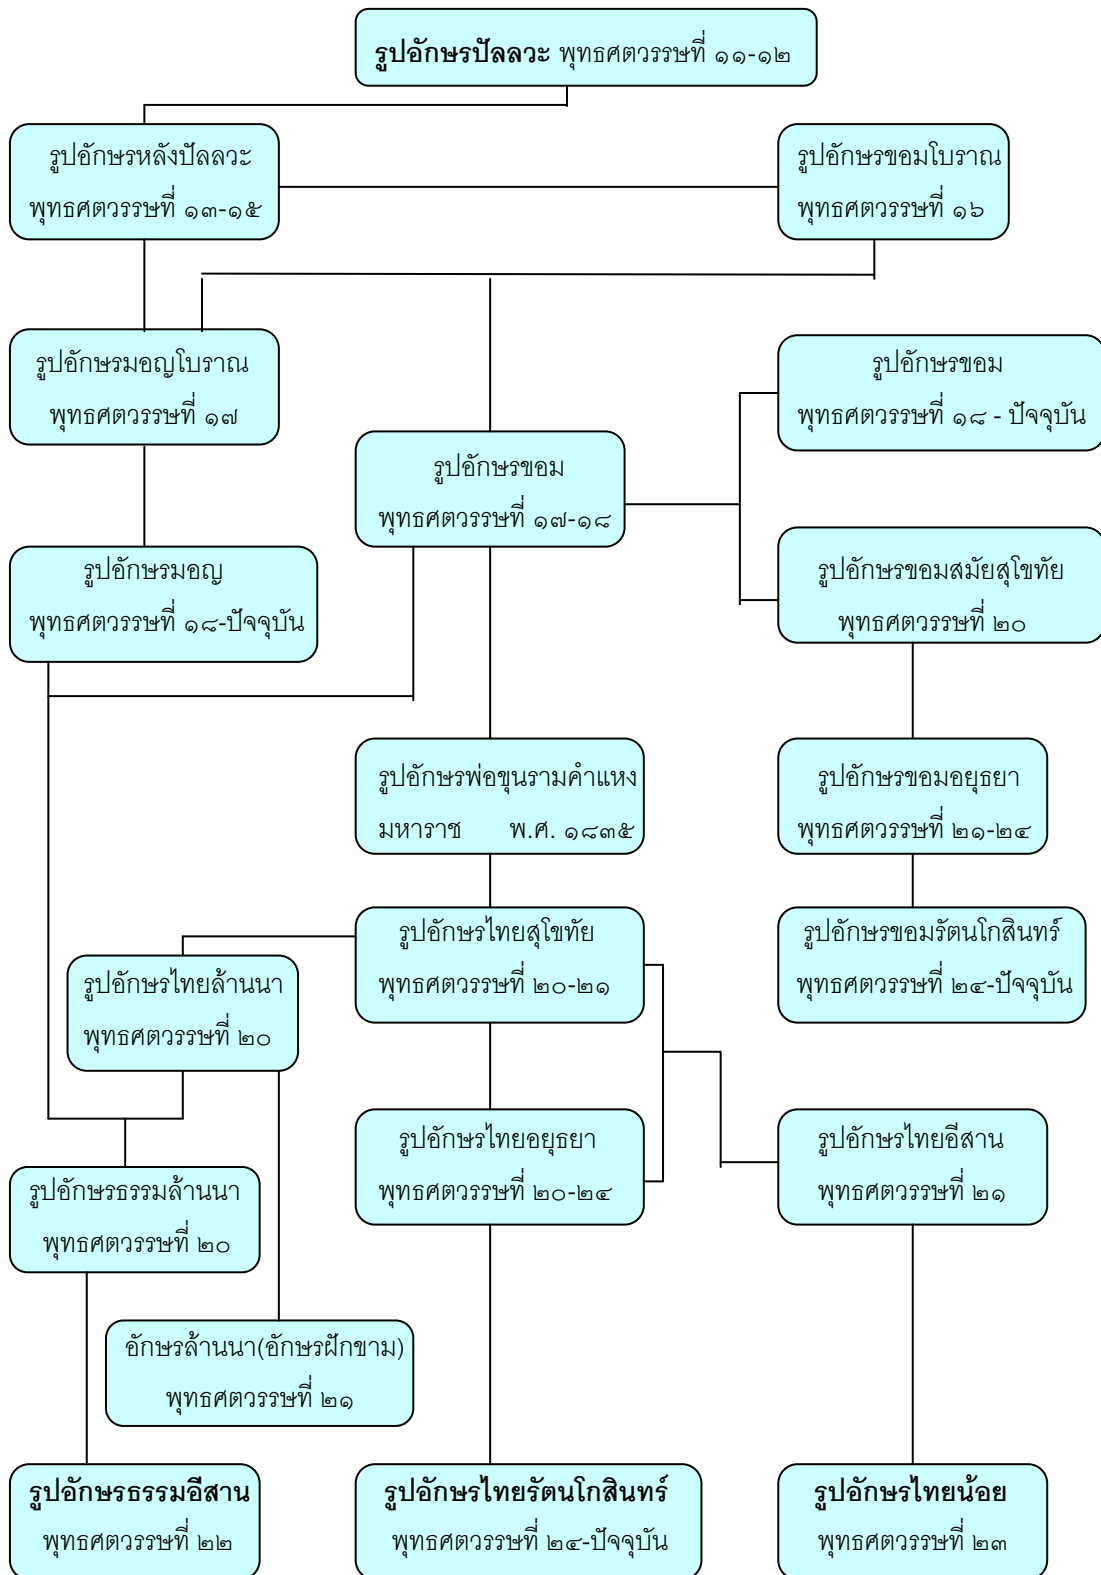 รูปอักษรปัลลวะ พุทธศตวรรษที่ ๑๑-๑๒
รูปอักษรหลังปัลลวะ
พุทธศตวรรษที่ ๑๓-๑๕
รูปอักษรขอมโบราณ
พุทธศตวรรษที่ ๑๖
รูปอักษรมอญโบราณ
พุทธศตวรรษที่ ๑๗
รูปอักษรขอม
พุทธศตวรรษที่ ๑๘ - ปัจจุบัน
รูปอักษรขอม
พุทธศตวรรษที่ ๑๗-๑๘
รูปอักษรมอญ
พุทธศตวรรษที่ ๑๘-ปัจจุบัน
รูปอักษรขอมสมัยสุโขทัย
พุทธศตวรรษที่ ๒๐
รูปอักษรพ่อขุนรามคำแหง
มหาราช พ.ศ. ๑๘๓๕
รูปอักษรขอมอยุธยา
พุทธศตวรรษที่ ๒๑-๒๔
รูปอักษรไทยสุโขทัย
พุทธศตวรรษที่ ๒๐-๒๑
รูปอักษรขอมรัตนโกสินทร์
พุทธศตวรรษที่ ๒๔-ปัจจุบัน
รูปอักษรไทยล้านนา
พุทธศตวรรษที่ ๒๐
รูปอักษรไทยอยุธยา
พุทธศตวรรษที่ ๒๐-๒๔
รูปอักษรไทยอีสาน
พุทธศตวรรษที่ ๒๑
รูปอักษรธรรมล้านนา
พุทธศตวรรษที่ ๒๐
อักษรล้านนา(อักษรฝักขาม)
พุทธศตวรรษที่ ๒๑
รูปอักษรธรรมอีสาน
พุทธศตวรรษที่ ๒๒
รูปอักษรไทยรัตนโกสินทร์
พุทธศตวรรษที่ ๒๔-ปัจจุบัน
รูปอักษรไทยน้อย
พุทธศตวรรษที่ ๒๓